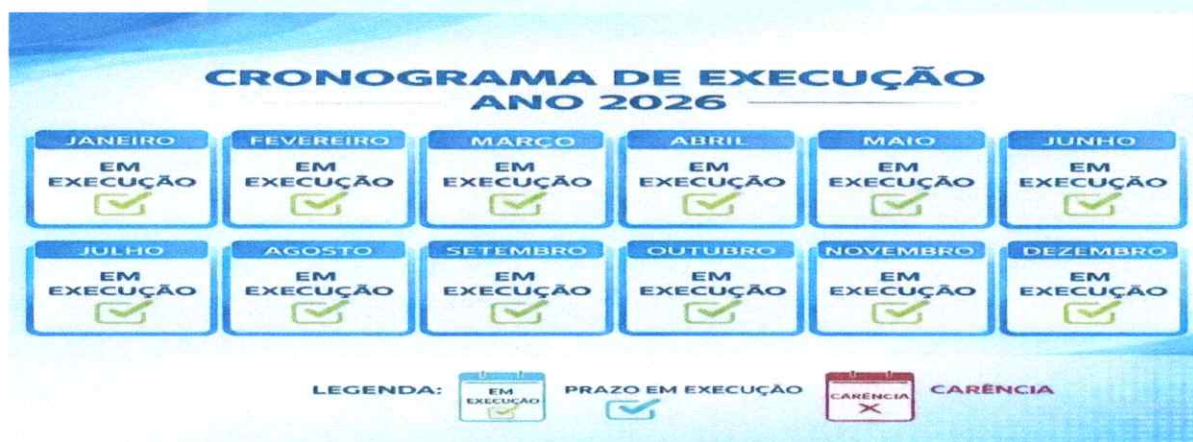 CRONOGRAMA DE EXECUÇÃO
ANO 2026
JANEIRO FEVEREIRO MARÇO ABRIL MAIO JUNHO
EM EM EM EM EM EM
EXECUÇÃO EXECUÇÃO EXECUÇÃO EXECUÇÃO EXECUÇÃO EXECUÇÃO
JULHO AGOSTO SETEMBRO OUTUBRO NOVEMBRO DEZEMBRO
EM EM EM EM EM EM
EXECUÇÃO EXECUÇÃO EXECUÇÃO EXECUÇÃO EXECUÇÃO EXECUÇÃO
LEGENDA: EM EXECUÇÃO PRAZO EM EXECUÇÃO CARÊNCIA CARÊNCIA